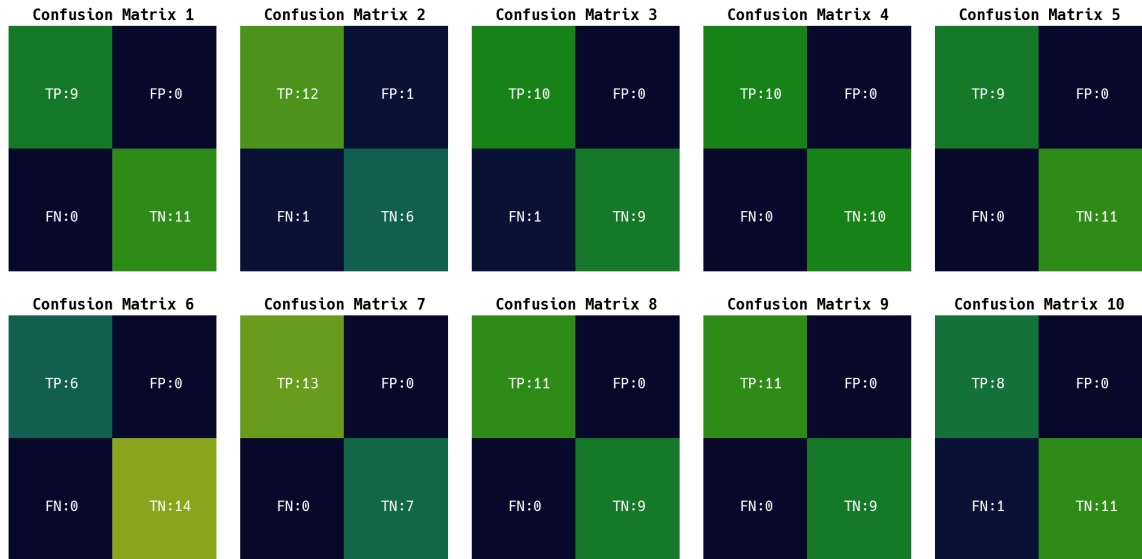 Confusion Matrix 1
TP:9 FP:0
FN:0 TN:11
Confusion Matrix 2
TP:12 FP:1
FN:1 TN:6
Confusion Matrix 3
TP:10 FP:0
FN:1 TN:9
Confusion Matrix 4
TP:10 FP:0
FN:0 TN:10
Confusion Matrix 5
TP:9 FP:0
FN:0 TN:11
Confusion Matrix 6
TP:6 FP:0
FN:0 TN:14
Confusion Matrix 7
TP:13 FP:0
FN:0 TN:7
Confusion Matrix 8
TP:11 FP:0
FN:0 TN:9
Confusion Matrix 9
TP:11 FP:0
FN:0 TN:9
Confusion Matrix 10
TP:8 FP:0
FN:1 TN:11